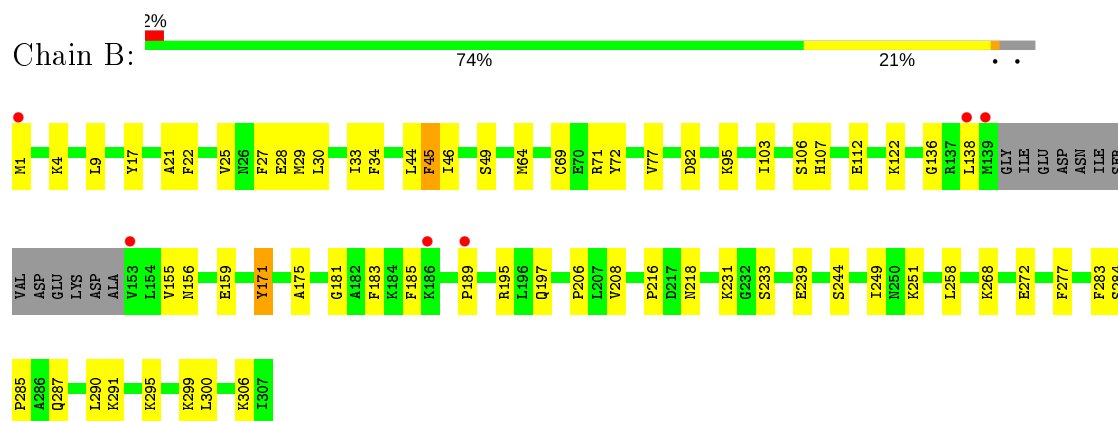 2%
Chain B:
74% 21% • •
M1 K4 L9 Y17 A21 F22 V25 N26 F27 E28 M29 L30 I33 F34 L44 F45 I46 S49 M64 C69 E70 R71 Y72 V77 D82 K95 I103 S106 H107 E112 K122 G136 R137 L138 M139 GLY ILE GLU ASP ASN ILE SER
VAL ASP GLU LYS ASP ALA V153 L154 V155 N156 E159 Y171 A175 G181 A182 F183 K184 F185 K186 P189 R195 L196 Q197 P206 L207 V208 P216 D217 N218 K231 G232 S233 E239 S244 I249 N250 K251 L258 K268 E272 F277 F283 S284
P285 A286 Q287 L290 K291 K295 K299 L300 K306 I307